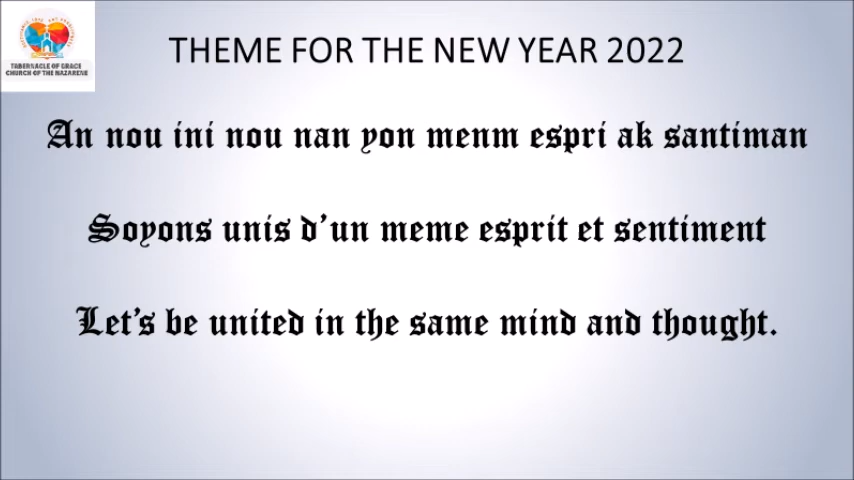 TABERNACLE OF GRACE
CHURCH OF THE NAZARENE
THEME FOR THE NEW YEAR 2022
An nou ini nou nan yon menm espri ak santiman
Soyons unis d'un meme esprit et sentiment
Let's be united in the same mind and thought.